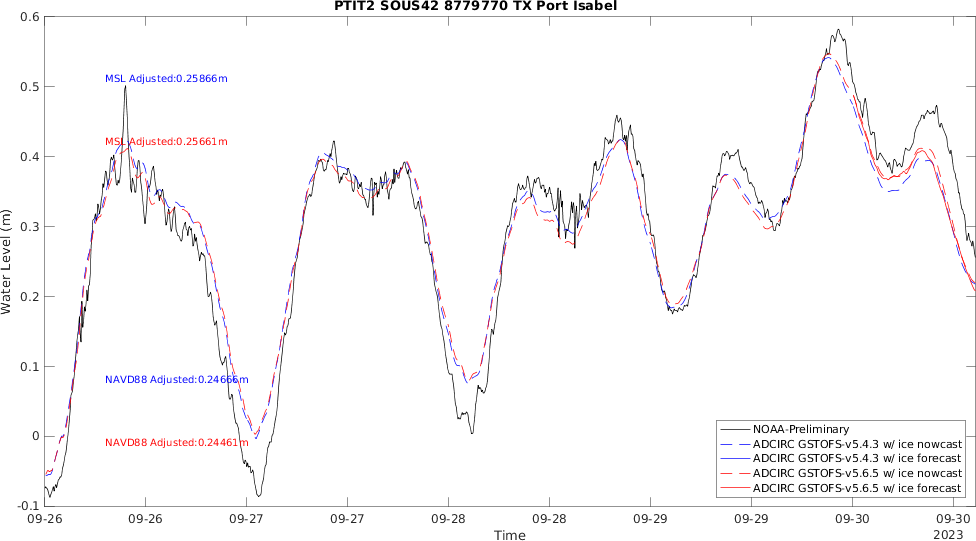 PTIT2 SOUS42 8779770 TX Port Isabel
0.6
0.5
0.4
0.3
0.2
0.1
0
-0.1
Water Level (m)
MSL Adjusted:0.25866m
MSL Adjusted:0.25661m
NAVD88 Adjusted:0.24666m
NAVD88 Adjusted:0.24461m
NOAA-Preliminary
ADCIRC GSTOFS-v5.4.3 w/ ice nowcast
ADCIRC GSTOFS-v5.4.3 w/ ice forecast
ADCIRC GSTOFS-v5.6.5 w/ ice nowcast
ADCIRC GSTOFS-v5.6.5 w/ ice forecast
09-26 09-26 09-27 09-27 09-28 09-28 09-29 09-29 09-30 09-30
2023
Time